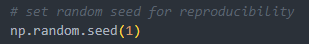 # set random seed for reproducibility
np.random.seed(1)